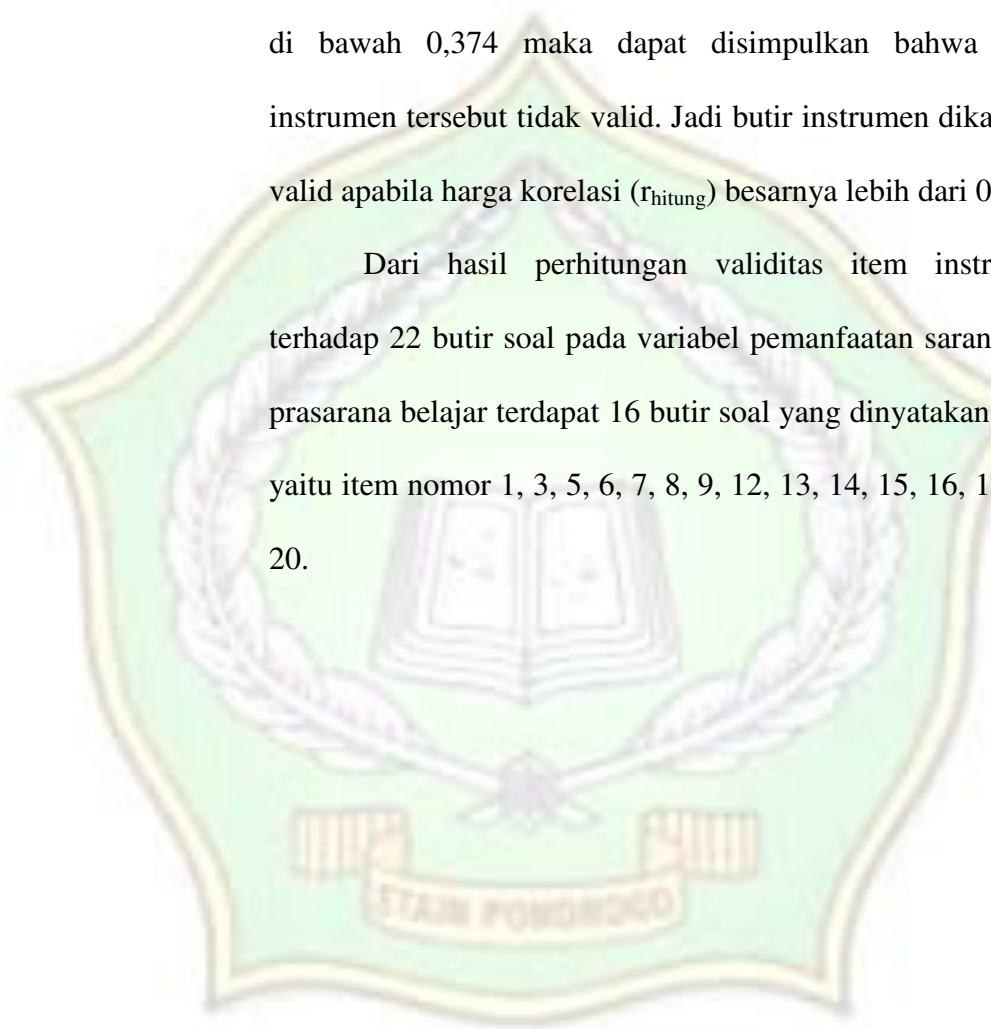 di bawah 0,374 maka dapat disimpulkan bahwa
instrumen tersebut tidak valid. Jadi butir instrumen dika
valid apabila harga korelasi (rhitung) besarnya lebih dari 0
Dari hasil perhitungan validitas item instr
terhadap 22 butir soal pada variabel pemanfaatan saran
prasarana belajar terdapat 16 butir soal yang dinyatakan
yaitu item nomor 1, 3, 5, 6, 7, 8, 9, 12, 13, 14, 15, 16, 1
20.
STAIN PONOROGO